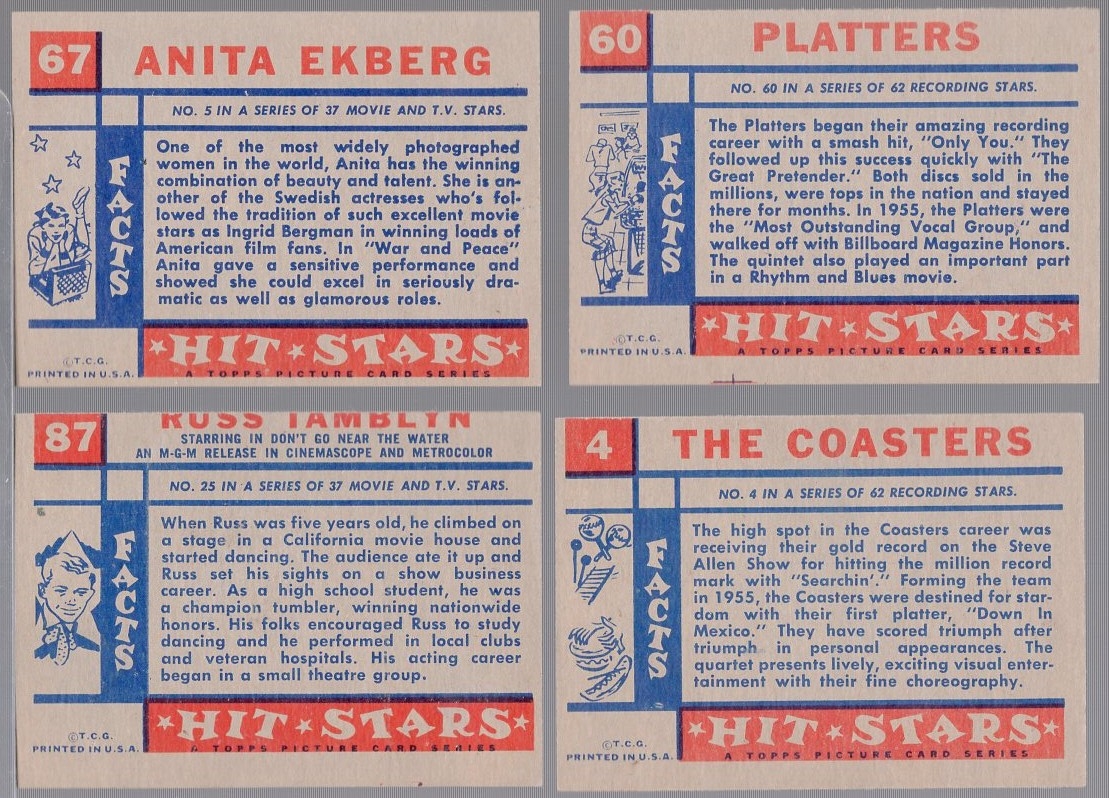 67
ANITA EKBERG
NO. 5 IN A SERIES OF 37 MOVIE AND T.V. STARS.
FACTS
One of the most widely photographed
women in the world, Anita has the winning
combination of beauty and talent. She is an-
other of the Swedish actresses who's fol-
lowed the tradition of such excellent movie
stars as Ingrid Bergman in winning loads of
American film fans. In "War and Peace"
Anita gave a sensitive performance and
showed she could excel in seriously dra-
matic as well as glamorous roles.
HIT STARS
A TOPPS PICTURE CARD SERIES
©T.C.G.
PRINTED IN U.S.A.
60
PLATTERS
NO. 60 IN A SERIES OF 62 RECORDING STARS.
FACTS
The Platters began their amazing recording
career with a smash hit, "Only You." They
followed up this success quickly with "The
Great Pretender." Both discs sold in the
millions, were tops in the nation and stayed
there for months. In 1955, the Platters were
the "Most Outstanding Vocal Group," and
walked off with Billboard Magazine Honors.
The quintet also played an important part
in a Rhythm and Blues movie.
HIT STARS
A TOPPS PICTURE CARD SERIES
©T.C.G.
PRINTED IN U.S.A.
87
RUSS TAMBLYN
STARRING IN DON'T GO NEAR THE WATER
AN M-G-M RELEASE IN CINEMASCOPE AND METROCOLOR
NO. 25 IN A SERIES OF 37 MOVIE AND T.V. STARS.
FACTS
When Russ was five years old, he climbed on
a stage in a California movie house and
started dancing. The audience ate it up and
Russ set his sights on a show business
career. As a high school student, he was
a champion tumbler, winning nationwide
honors. His folks encouraged Russ to study
dancing and he performed in local clubs
and veteran hospitals. His acting career
began in a small theatre group.
HIT STARS
A TOPPS PICTURE CARD SERIES
©T.C.G.
PRINTED IN U.S.A.
4
THE COASTERS
NO. 4 IN A SERIES OF 62 RECORDING STARS.
FACTS
The high spot in the Coasters career was
receiving their gold record on the Steve
Allen Show for hitting the million record
mark with "Searchin'." Forming the team
in 1955, the Coasters were destined for star-
dom with their first platter, "Down In
Mexico." They have scored triumph after
triumph in personal appearances. The
quartet presents lively, exciting visual enter-
tainment with their fine choreography.
HIT STARS
A TOPPS PICTURE CARD SERIES
©T.C.G.
PRINTED IN U.S.A.